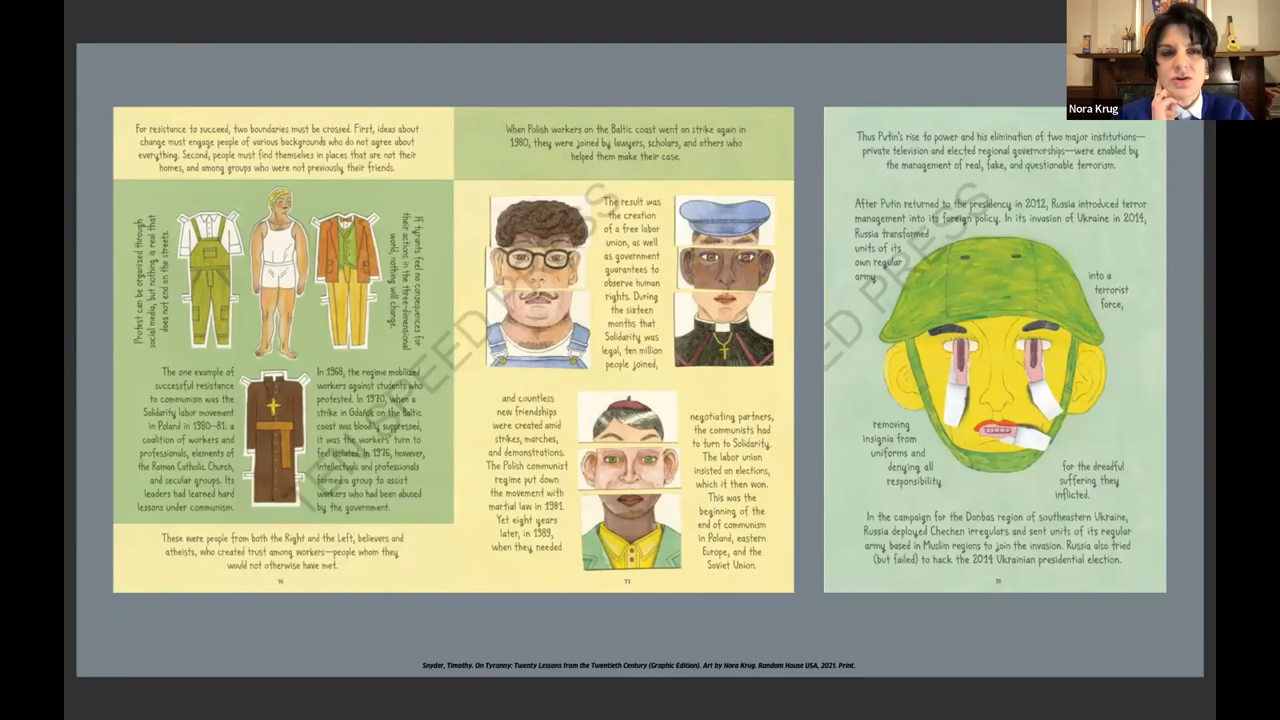 Nora Krug
For resistance to succeed, two boundaries must be crossed. First, ideas about
change must engage people of various backgrounds who do not agree about
everything. Second, people must find themselves in places that are not their
homes, and among groups who were not previously their friends.
Protest can be organized through
social media, but nothing is real that
does not end on the streets.
If tyrants feel no consequences for
their actions in the three-dimensional
world, nothing will change.
The one example of
successful resistance
to communism was the
Solidarity labor movement
in Poland in 1980–81: a
coalition of workers and
professionals, elements of
the Roman Catholic Church,
and secular groups. Its
leaders had learned hard
lessons under communism.
In 1968, the regime mobilized
workers against students who
protested. In 1970, when a
strike in Gdańsk on the Baltic
coast was bloodily suppressed,
it was the workers' turn to
feel isolated. In 1976, however,
intellectuals and professionals
formed a group to assist
workers who had been abused
by the government.
These were people from both the Right and the Left, believers and
atheists, who created trust among workers—people whom they
would not otherwise have met.
When Polish workers on the Baltic coast went on strike again in
1980, they were joined by lawyers, scholars, and others who
helped them make their case.
The result was
the creation
of a free labor
union, as well
as government
guarantees to
observe human
rights. During
the sixteen
months that
Solidarity was
legal, ten million
people joined,
and countless
new friendships
were created amid
strikes, marches,
and demonstrations.
The Polish communist
regime put down
the movement with
martial law in 1981.
Yet eight years
later, in 1989,
when they needed
negotiating partners,
the communists had
to turn to Solidarity.
The labor union
insisted on elections,
which it then won.
This was the
beginning of the
end of communism
in Poland, eastern
Europe, and the
Soviet Union.
Thus Putin's rise to power and his elimination of two major institutions—
private television and elected regional governorships—were enabled by
the management of real, fake, and questionable terrorism.
After Putin returned to the presidency in 2012, Russia introduced terror
management into its foreign policy. In its invasion of Ukraine in 2014,
Russia transformed
units of its
own regular
army
into a
terrorist
force,
removing
insignia from
uniforms and
denying all
responsibility
for the dreadful
suffering they
inflicted.
In the campaign for the Donbas region of southeastern Ukraine,
Russia deployed Chechen irregulars and sent units of its regular
army based in Muslim regions to join the invasion. Russia also tried
(but failed) to hack the 2014 Ukrainian presidential election.
Snyder, Timothy. On Tyranny: Twenty Lessons from the Twentieth Century (Graphic Edition). Art by Nora Krug. Random House USA, 2021. Print.